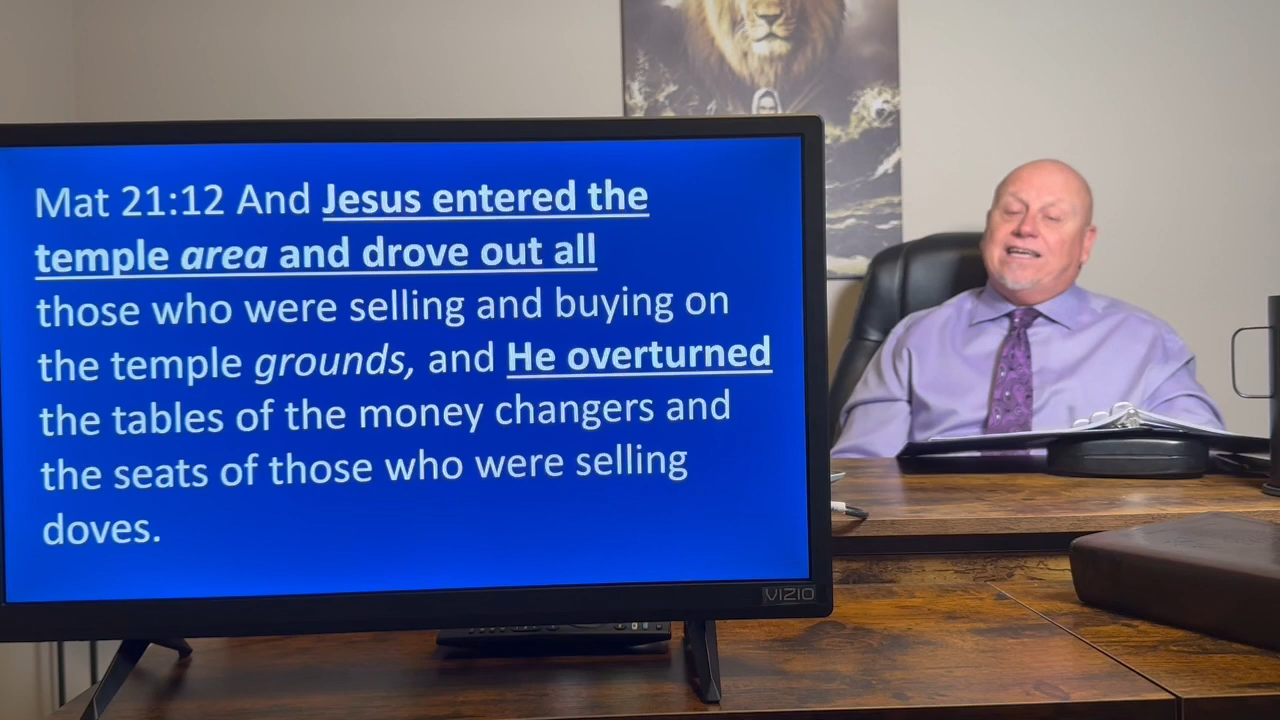 Mat 21:12 And Jesus entered the
temple area and drove out all
those who were selling and buying on
the temple grounds, and He overturned
the tables of the money changers and
the seats of those who were selling
doves.
VIZIO